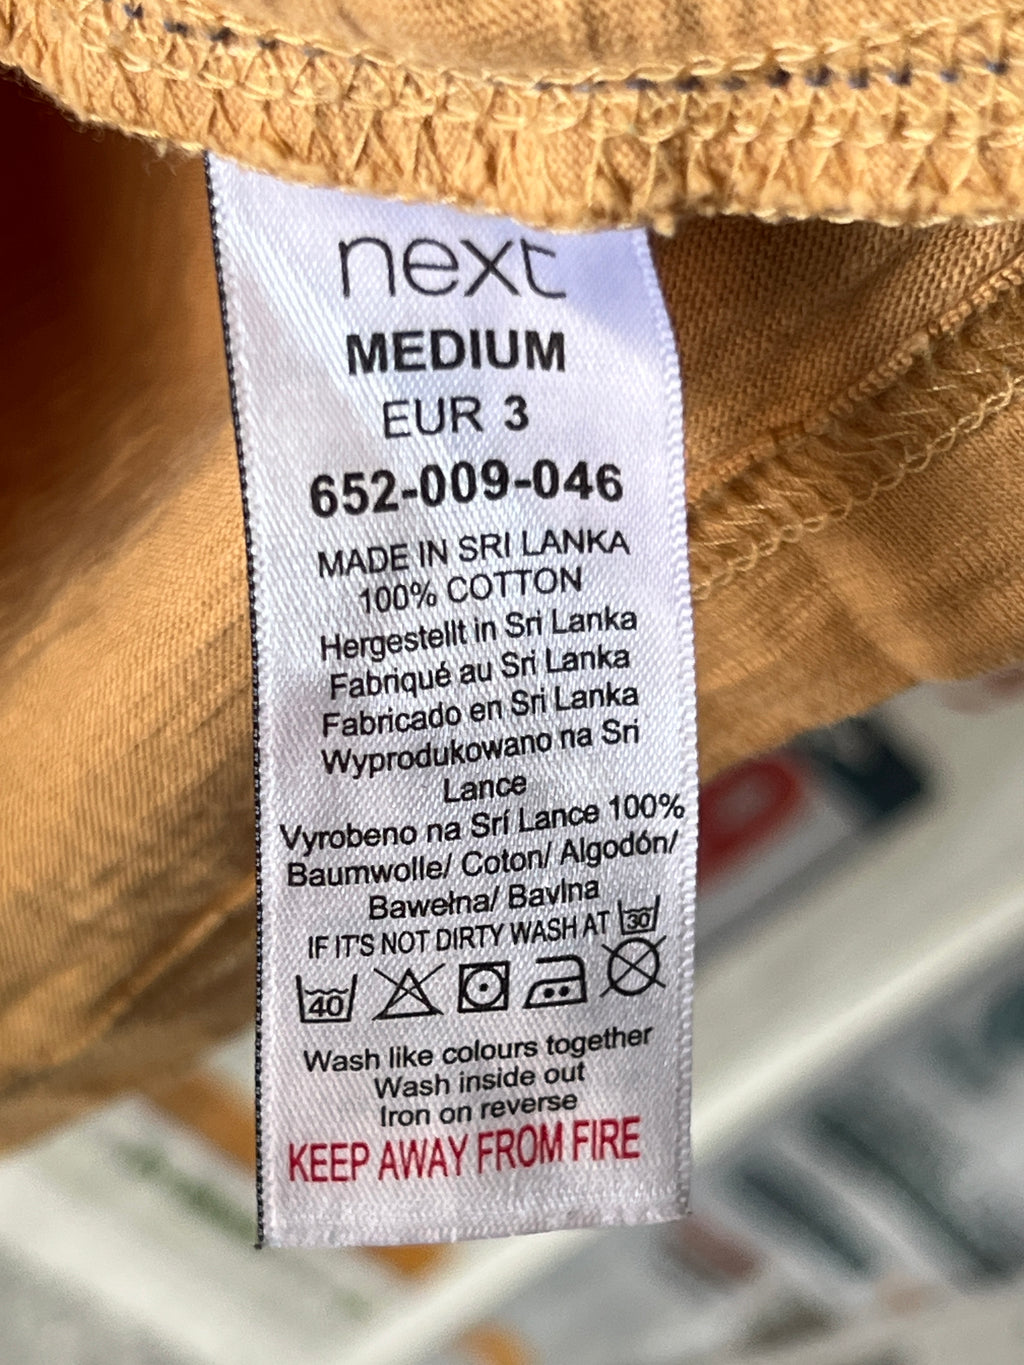 next
MEDIUM
EUR 3
652-009-046
MADE IN SRI LANKA
100% COTTON
Hergestellt in Sri Lanka
Fabriqué au Sri Lanka
Fabricado en Sri Lanka
Wyprodukowano na Sri
Lance
Vyrobeno na Srí Lance 100%
Baumwolle/ Coton/ Algodón/
Bawełna/ Bavlna
IF IT'S NOT DIRTY WASH AT 30
40
Wash like colours together
Wash inside out
Iron on reverse
KEEP AWAY FROM FIRE